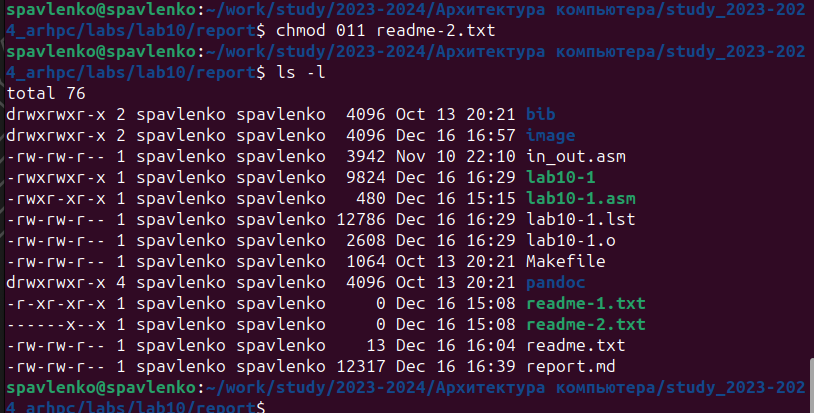 spavlenko@spavlenko:~/work/study/2023-2024/Архитектура компьютера/study_2023-202
4_arhpc/labs/lab10/report$ chmod 011 readme-2.txt
spavlenko@spavlenko:~/work/study/2023-2024/Архитектура компьютера/study_2023-202
4_arhpc/labs/lab10/report$ ls -l
total 76
drwxrwxr-x 2 spavlenko spavlenko  4096 Oct 13 20:21 bib
drwxrwxr-x 2 spavlenko spavlenko  4096 Dec 16 16:57 image
-rw-rw-r-- 1 spavlenko spavlenko  3942 Nov 10 22:10 in_out.asm
-rwxrwxr-x 1 spavlenko spavlenko  9824 Dec 16 16:29 lab10-1
-rwxr-xr-x 1 spavlenko spavlenko   480 Dec 16 15:15 lab10-1.asm
-rw-rw-r-- 1 spavlenko spavlenko 12786 Dec 16 16:29 lab10-1.lst
-rw-rw-r-- 1 spavlenko spavlenko  2608 Dec 16 16:29 lab10-1.o
-rw-rw-r-- 1 spavlenko spavlenko  1064 Oct 13 20:21 Makefile
drwxrwxr-x 4 spavlenko spavlenko  4096 Oct 13 20:21 pandoc
-r-xr-xr-x 1 spavlenko spavlenko     0 Dec 16 15:08 readme-1.txt
------x--x 1 spavlenko spavlenko     0 Dec 16 15:08 readme-2.txt
-rw-rw-r-- 1 spavlenko spavlenko    13 Dec 16 16:04 readme.txt
-rw-rw-r-- 1 spavlenko spavlenko 12317 Dec 16 16:39 report.md
spavlenko@spavlenko:~/work/study/2023-2024/Архитектура компьютера/study_2023-202
4_arhpc/labs/lab10/report$